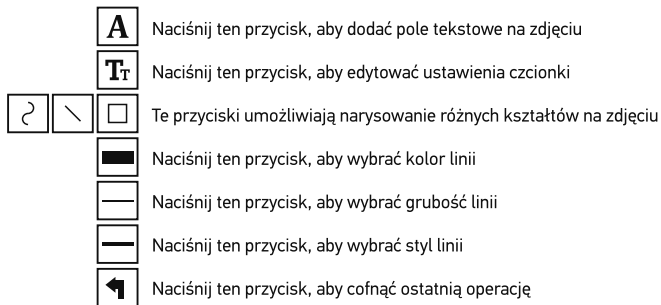 A Naciśnij ten przycisk, aby dodać pole tekstowe na zdjęciu
TT Naciśnij ten przycisk, aby edytować ustawienia czcionki
Te przyciski umożliwiają narysowanie różnych kształtów na zdjęciu
Naciśnij ten przycisk, aby wybrać kolor linii
Naciśnij ten przycisk, aby wybrać grubość linii
Naciśnij ten przycisk, aby wybrać styl linii
Naciśnij ten przycisk, aby cofnąć ostatnią operację